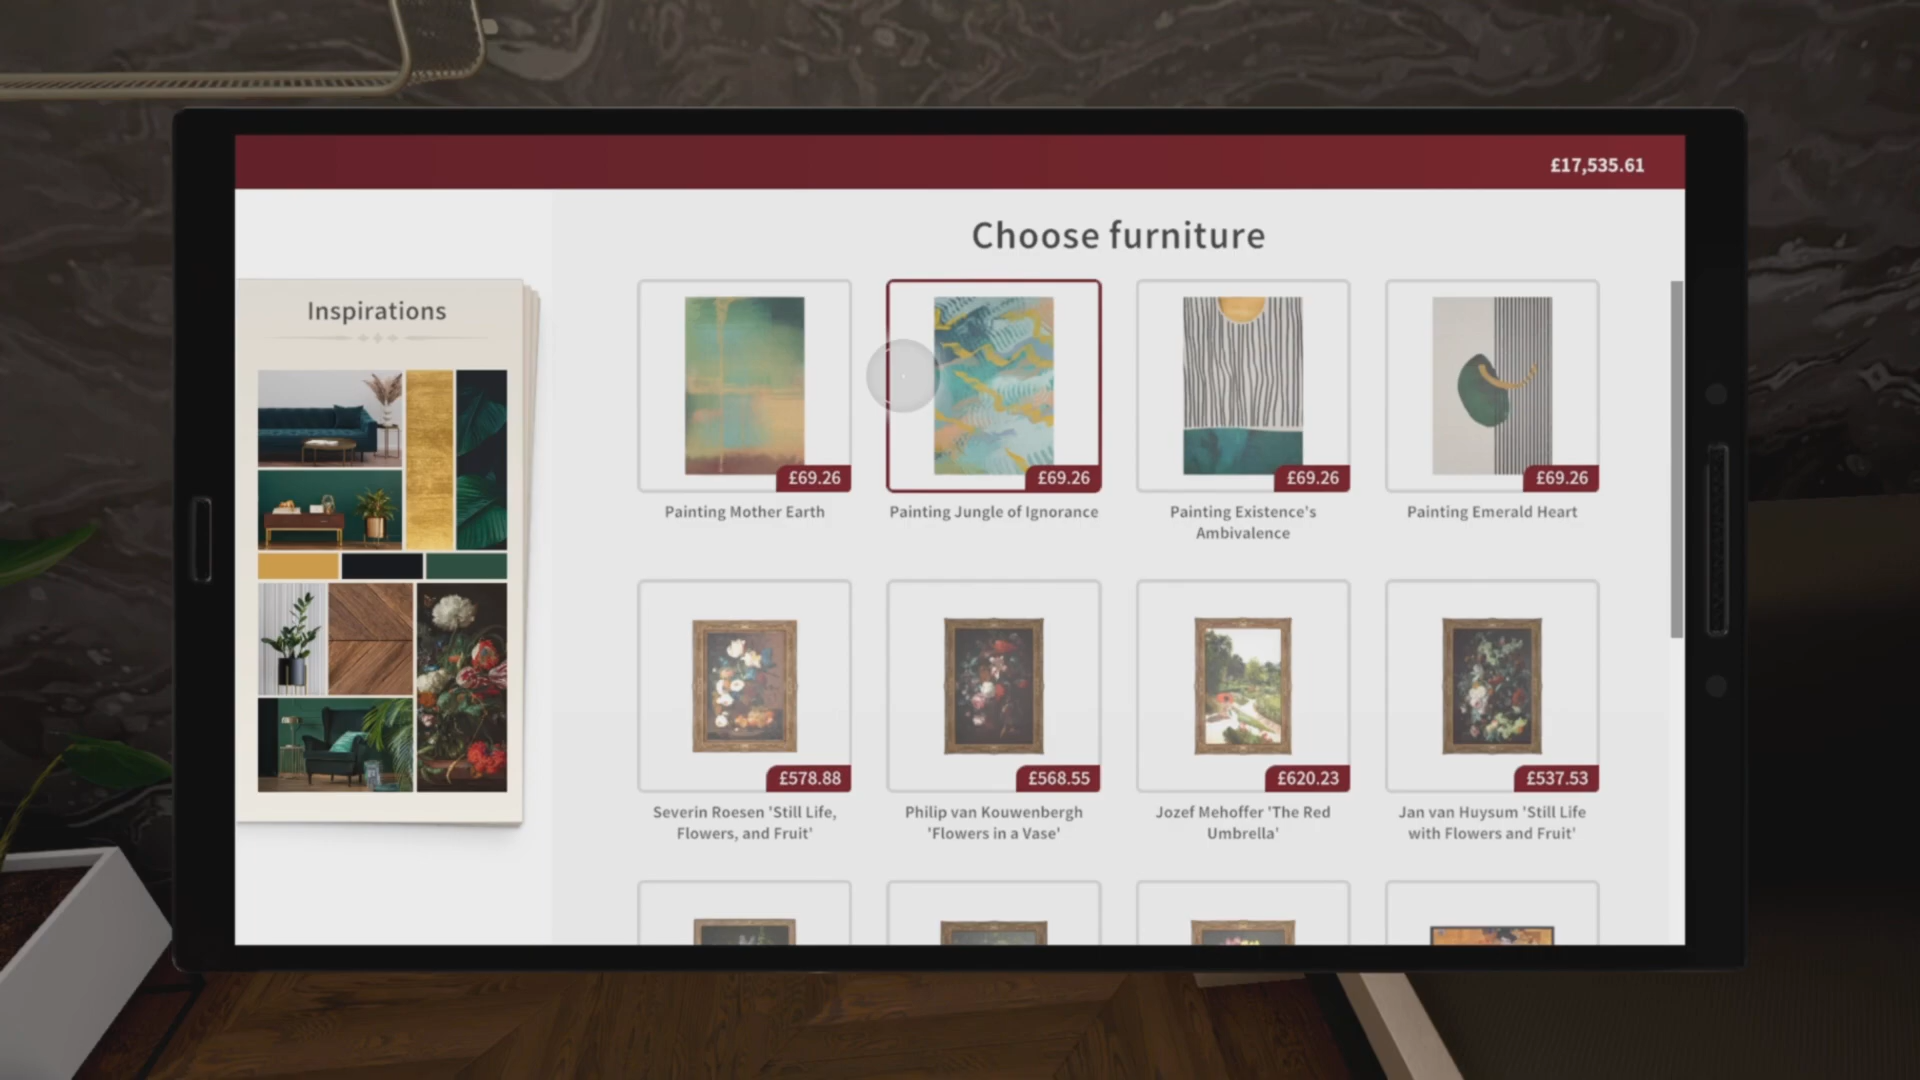 £17,535.61
Choose furniture
Inspirations
£69.26
£69.26
£69.26
£69.26
Painting Mother Earth
Painting Jungle of Ignorance
Painting Existence's
Ambivalence
Painting Emerald Heart
£578.88
£568.55
£620.23
£537.53
Severin Roesen 'Still Life,
Flowers, and Fruit'
Philip van Kouwenbergh
'Flowers in a Vase'
Jozef Mehoffer 'The Red
Umbrella'
Jan van Huysum 'Still Life
with Flowers and Fruit'